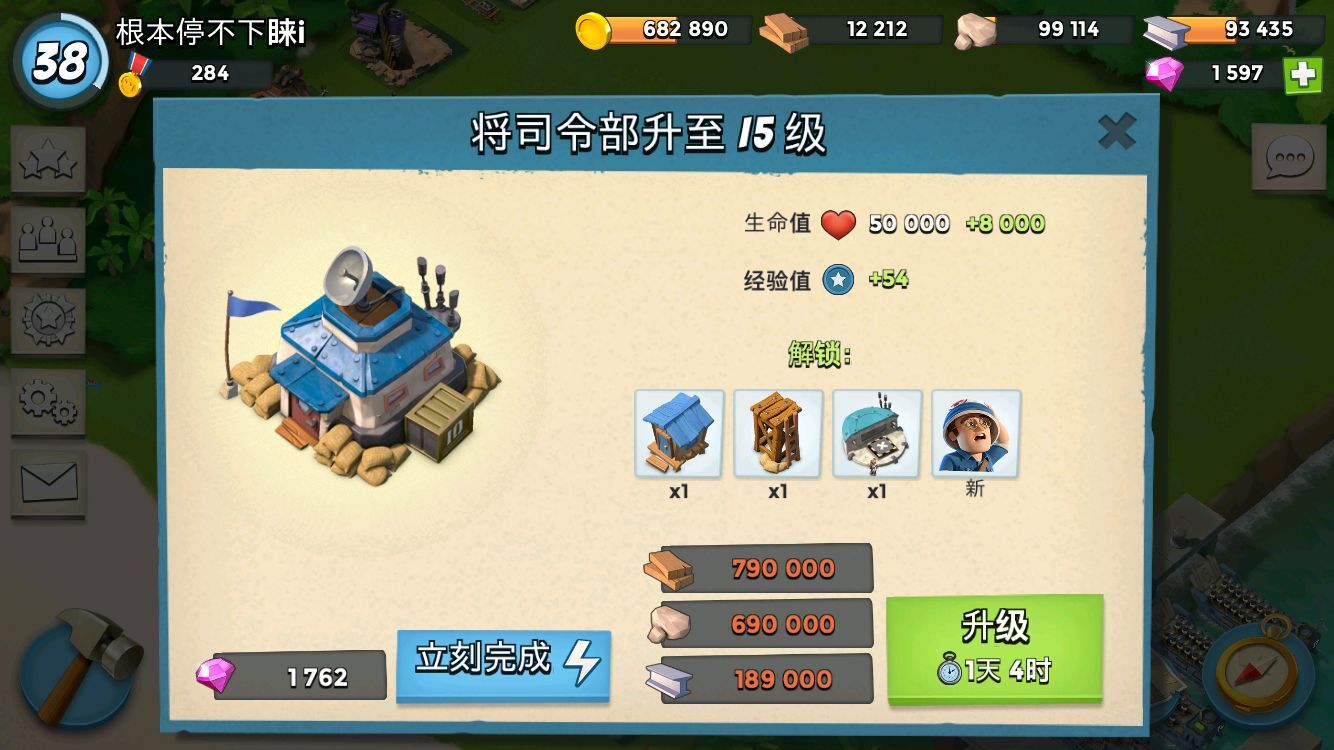 38
根本停不下睐i
284
682 890
12 212
99 114
93 435
1 597
将司令部升至 15 级
生命值 50 000 +8 000
经验值 +54
解锁:
10
x1
x1
x1
新
790 000
690 000
189 000
1 762
立刻完成
升级
1天 4时